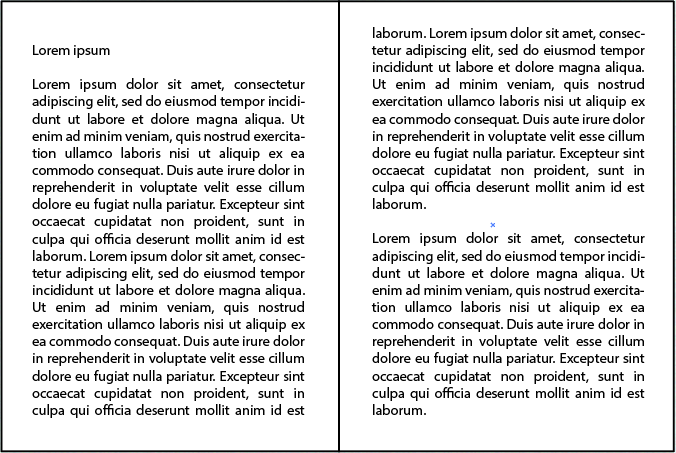 Lorem ipsum
Lorem ipsum dolor sit amet, consectetur
adipiscing elit, sed do eiusmod tempor incidi-
dunt ut labore et dolore magna aliqua. Ut
enim ad minim veniam, quis nostrud exercita-
tion ullamco laboris nisi ut aliquip ex ea
commodo consequat. Duis aute irure dolor in
reprehenderit in voluptate velit esse cillum
dolore eu fugiat nulla pariatur. Excepteur sint
occaecat cupidatat non proident, sunt in
culpa qui officia deserunt mollit anim id est
laborum. Lorem ipsum dolor sit amet, consec-
tetur adipiscing elit, sed do eiusmod tempor
incididunt ut labore et dolore magna aliqua.
Ut enim ad minim veniam, quis nostrud
exercitation ullamco laboris nisi ut aliquip ex
ea commodo consequat. Duis aute irure dolor
in reprehenderit in voluptate velit esse cillum
dolore eu fugiat nulla pariatur. Excepteur sint
occaecat cupidatat non proident, sunt in
culpa qui officia deserunt mollit anim id est
laborum. Lorem ipsum dolor sit amet, consec-
tetur adipiscing elit, sed do eiusmod tempor
incididunt ut labore et dolore magna aliqua.
Ut enim ad minim veniam, quis nostrud
exercitation ullamco laboris nisi ut aliquip ex
ea commodo consequat. Duis aute irure dolor
in reprehenderit in voluptate velit esse cillum
dolore eu fugiat nulla pariatur. Excepteur sint
occaecat cupidatat non proident, sunt in
culpa qui officia deserunt mollit anim id est
laborum.
Lorem ipsum dolor sit amet, consectetur
adipiscing elit, sed do eiusmod tempor incidi-
dunt ut labore et dolore magna aliqua. Ut
enim ad minim veniam, quis nostrud exercita-
tion ullamco laboris nisi ut aliquip ex ea
commodo consequat. Duis aute irure dolor in
reprehenderit in voluptate velit esse cillum
dolore eu fugiat nulla pariatur. Excepteur sint
occaecat cupidatat non proident, sunt in
culpa qui officia deserunt mollit anim id est
laborum.